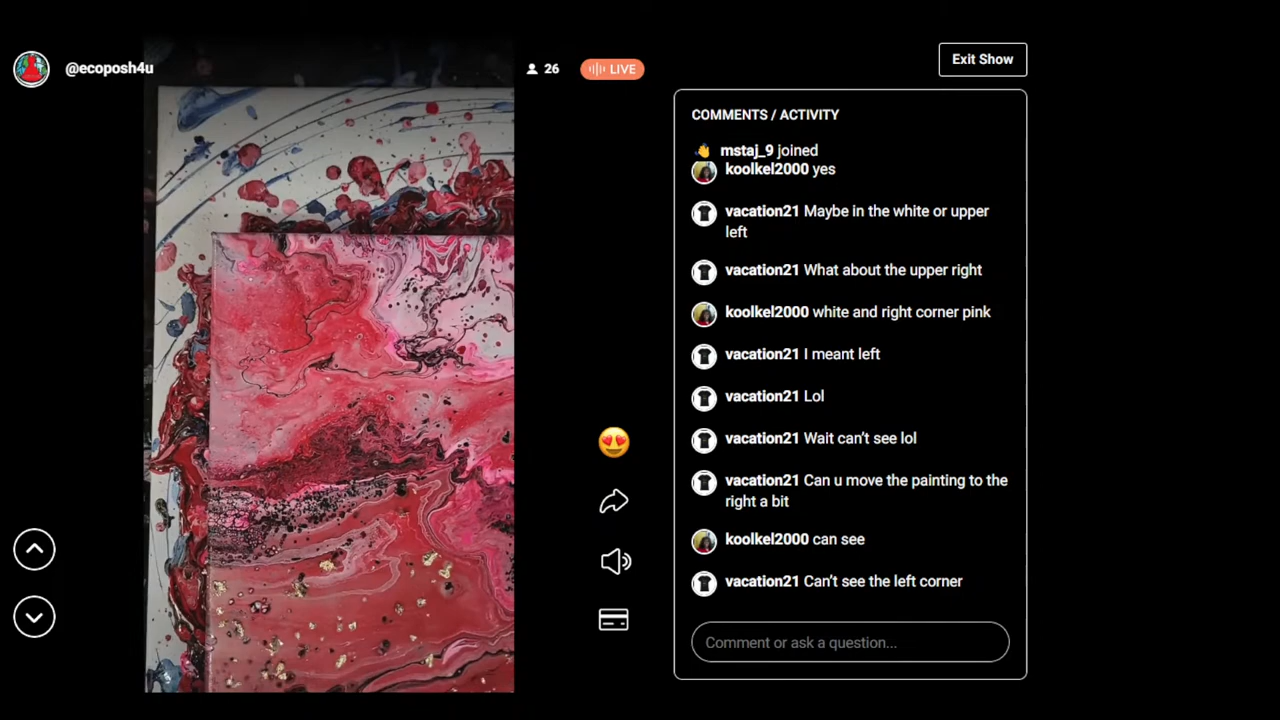 @ecoposh4u
26
LIVE
Exit Show
COMMENTS / ACTIVITY
mstaj_9 joined
koolkel2000 yes
vacation21 Maybe in the white or upper
left
vacation21 What about the upper right
koolkel2000 white and right corner pink
vacation21 I meant left
vacation21 Lol
vacation21 Wait can't see lol
vacation21 Can u move the painting to the
right a bit
koolkel2000 can see
vacation21 Can't see the left corner
Comment or ask a question...